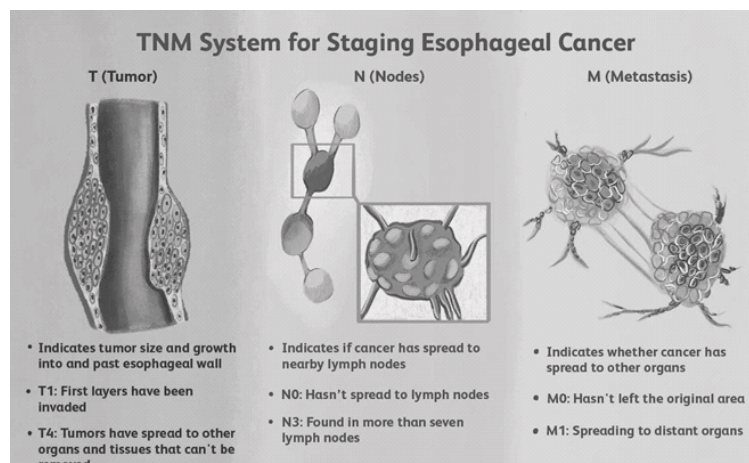 TNM System for Staging Esophageal Cancer
T (Tumor)
N (Nodes)
M (Metastasis)
• Indicates tumor size and growth
into and past esophageal wall
• T1: First layers have been
invaded
• T4: Tumors have spread to other
organs and tissues that can't be
removed
• Indicates if cancer has spread to
nearby lymph nodes
• N0: Hasn't spread to lymph nodes
• N3: Found in more than seven
lymph nodes
• Indicates whether cancer has
spread to other organs
• M0: Hasn't left the original area
• M1: Spreading to distant organs